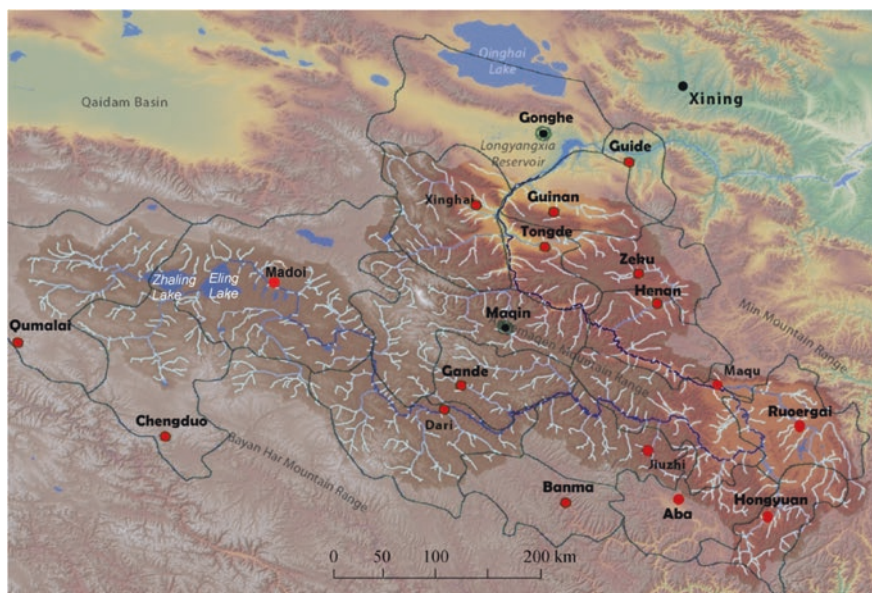 Qinghai
Lake
Qaidam Basin
Xining
Gonghe
Longyangxia
Reservoir
Guide
Xinghai
Guinan
Tongde
Zeku
Madoi
Zhaling
Lake
Eling
Lake
Henan
Maqin
Min Mountain Range
Qumalai
Mountain Range
Maqu
Gande
Dari
Ruoergai
Chengduo
Bayan Har Mountain Range
Jiuzhi
Banma
Aba
Hongyuan
0 50 100 200 km